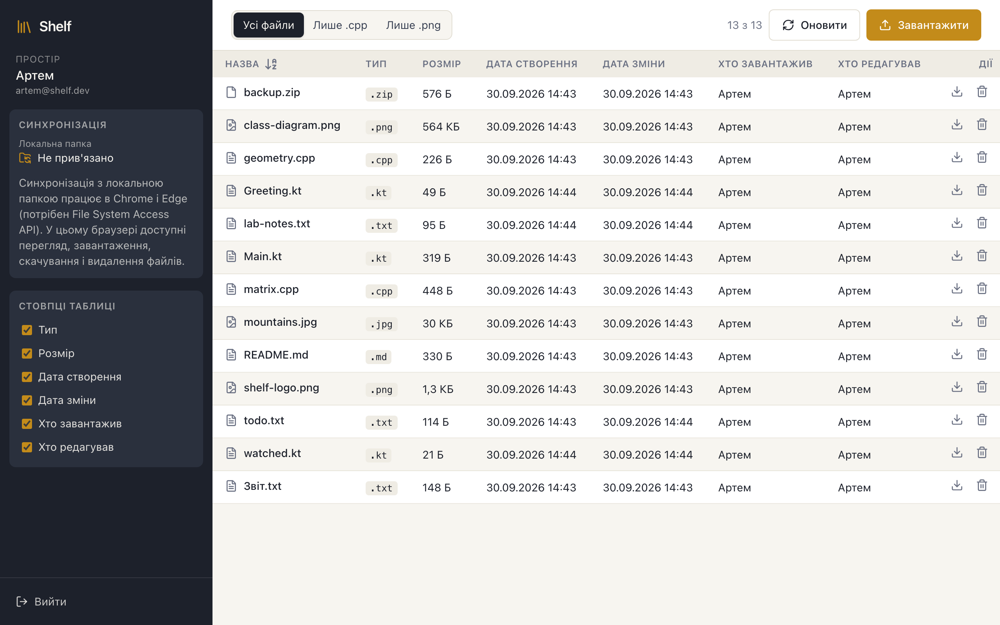 Shelf
ПРОСТІР
Артем
artem@shelf.dev
СИНХРОНІЗАЦІЯ
Локальна папка
Не прив'язано
Синхронізація з локальною
папкою працює в Chrome і Edge
(потрібен File System Access
API). У цьому браузері доступні
перегляд, завантаження,
скачування і видалення файлів.
СТОВПЦІ ТАБЛИЦІ
Тип
Розмір
Дата створення
Дата зміни
Хто завантажив
Хто редагував
Вийти
Усі файли Лише .cpp Лише .png 13 з 13 Оновити Завантажити
НАЗВА ТИП РОЗМІР ДАТА СТВОРЕННЯ ДАТА ЗМІНИ ХТО ЗАВАНТАЖИВ ХТО РЕДАГУВАВ ДІЇ
backup.zip .zip 576 Б 30.09.2026 14:43 30.09.2026 14:43 Артем Артем
class-diagram.png .png 564 КБ 30.09.2026 14:43 30.09.2026 14:43 Артем Артем
geometry.cpp .cpp 226 Б 30.09.2026 14:43 30.09.2026 14:43 Артем Артем
Greeting.kt .kt 49 Б 30.09.2026 14:44 30.09.2026 14:44 Артем Артем
lab-notes.txt .txt 95 Б 30.09.2026 14:44 30.09.2026 14:44 Артем Артем
Main.kt .kt 319 Б 30.09.2026 14:43 30.09.2026 14:43 Артем Артем
matrix.cpp .cpp 448 Б 30.09.2026 14:43 30.09.2026 14:43 Артем Артем
mountains.jpg .jpg 30 КБ 30.09.2026 14:43 30.09.2026 14:43 Артем Артем
README.md .md 330 Б 30.09.2026 14:43 30.09.2026 14:43 Артем Артем
shelf-logo.png .png 1,3 КБ 30.09.2026 14:43 30.09.2026 14:43 Артем Артем
todo.txt .txt 114 Б 30.09.2026 14:43 30.09.2026 14:44 Артем Артем
watched.kt .kt 21 Б 30.09.2026 14:44 30.09.2026 14:44 Артем Артем
Звіт.txt .txt 148 Б 30.09.2026 14:43 30.09.2026 14:43 Артем Артем